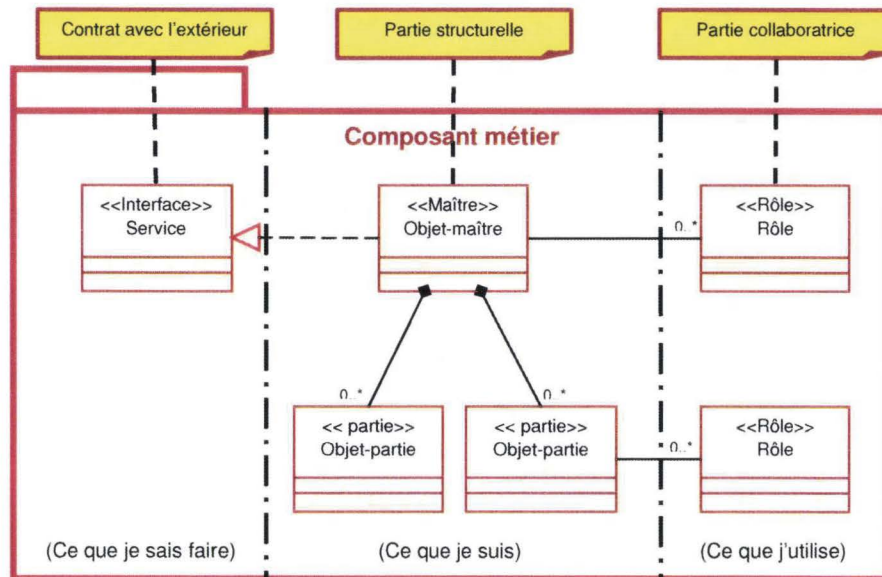 Contrat avec l'extérieur
Partie structurelle
Partie collaboratrice
Composant métier
<<Interface>>
Service
<<Maître>>
Objet-maître
0..*
<<Rôle>>
Rôle
0..*
0..*
<< partie>>
Objet-partie
<< partie>>
Objet-partie
0..*
<<Rôle>>
Rôle
(Ce que je sais faire)
(Ce que je suis)
(Ce que j'utilise)